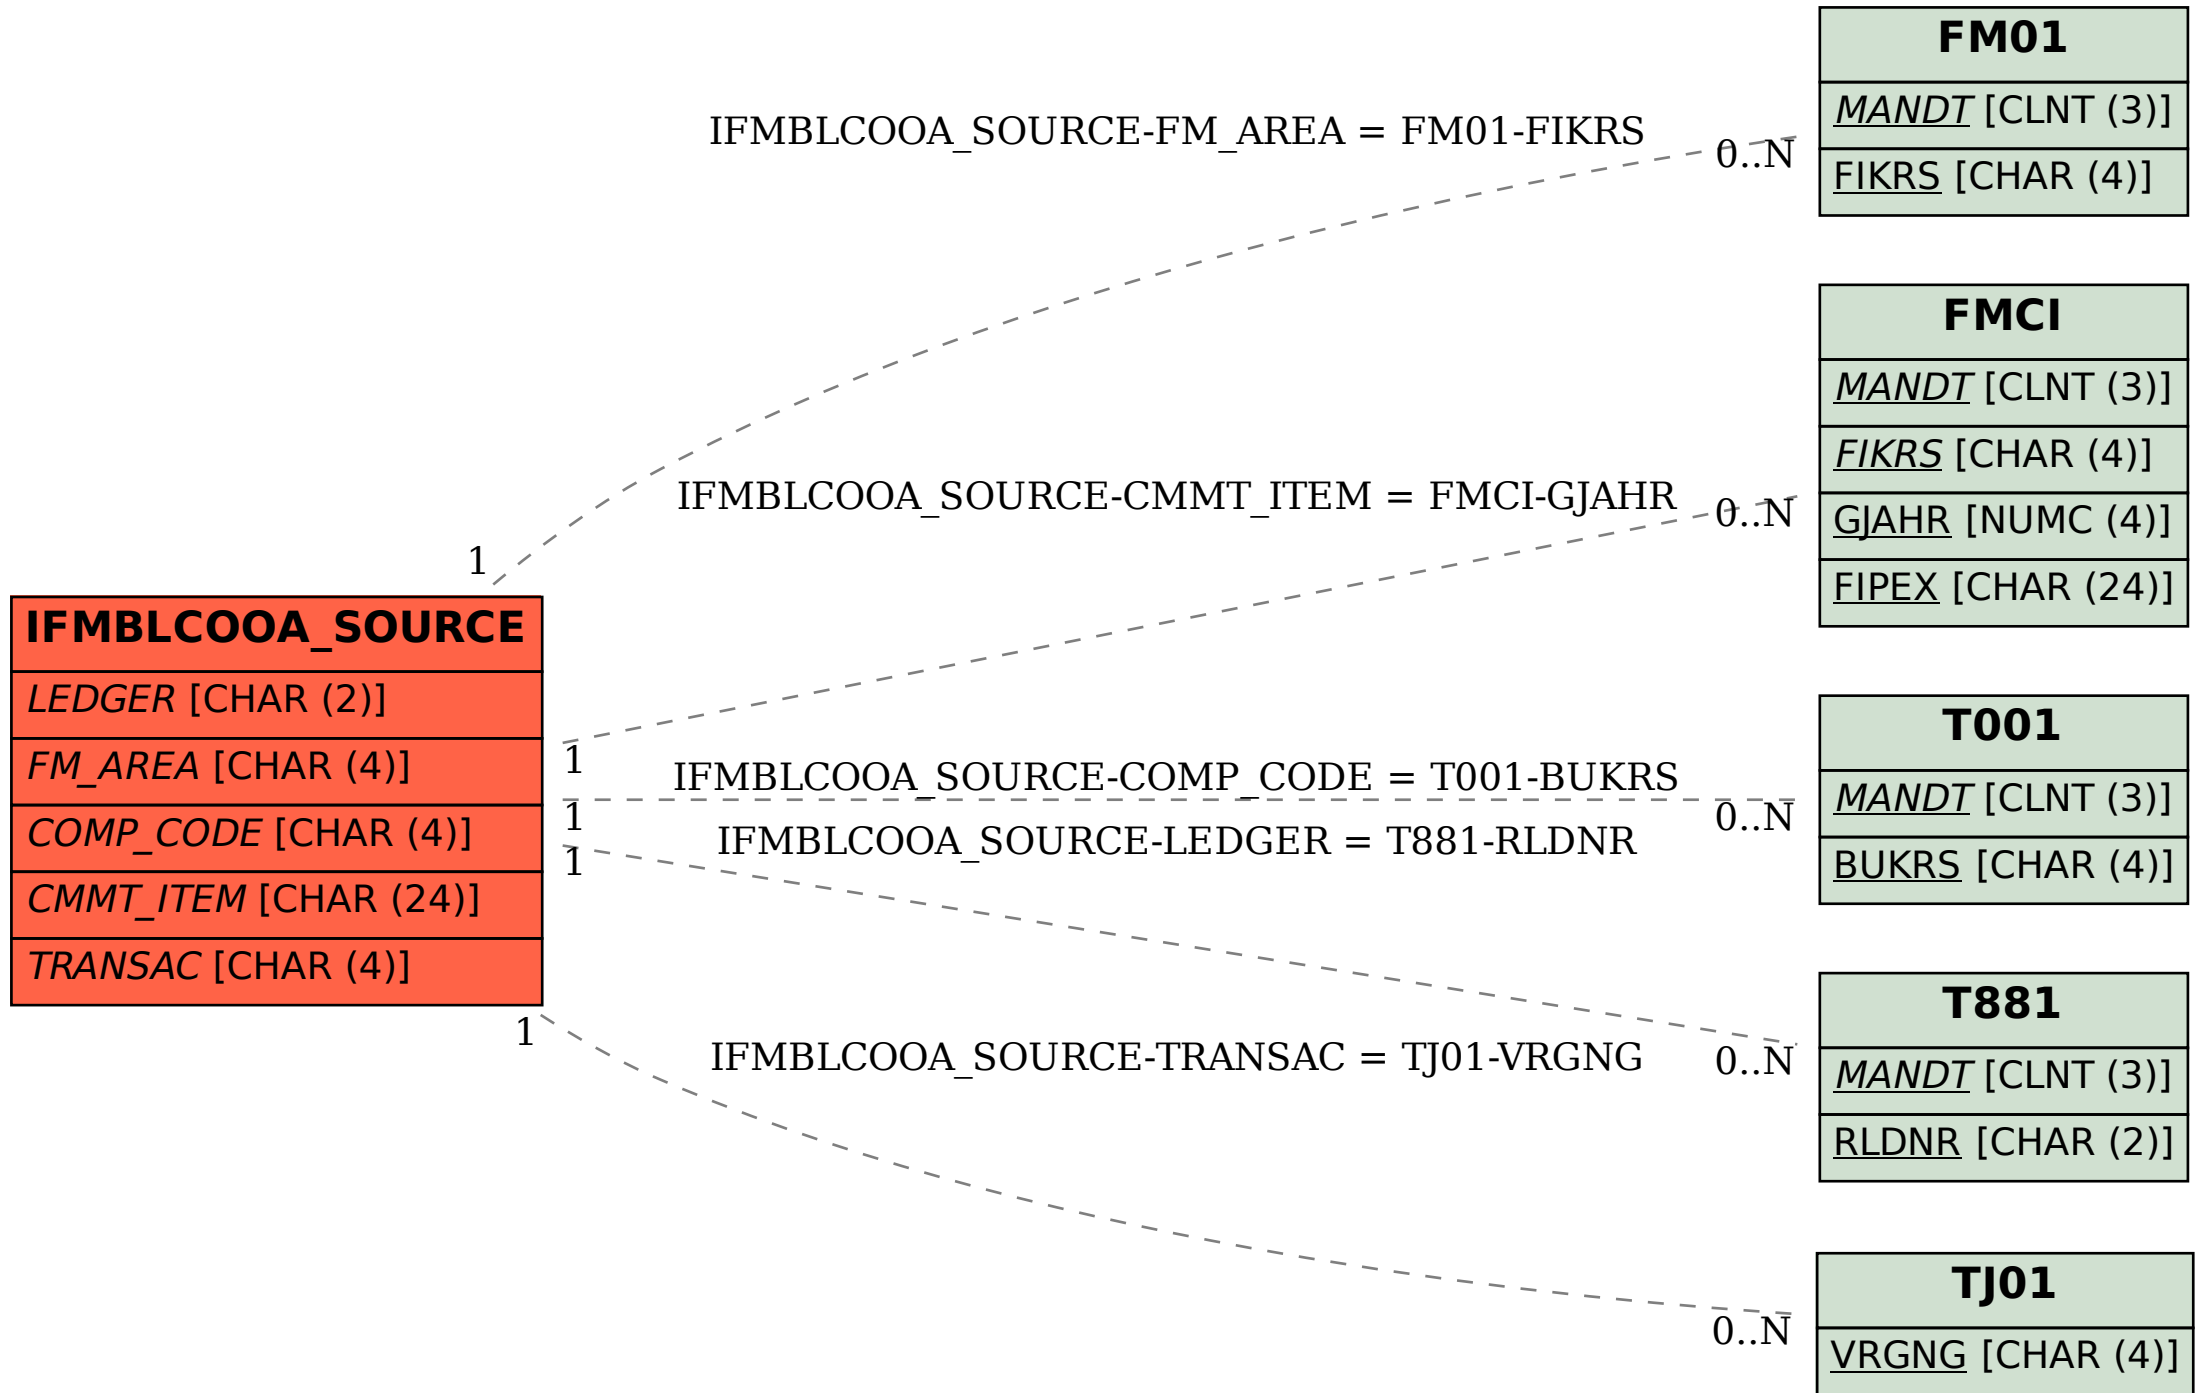 FM01
MANDT [CLNT (3)]
FIKRS [CHAR (4)]
IFMBLCOOA_SOURCE-FM_AREA = FM01-FIKRS
0..N
1
FMCI
MANDT [CLNT (3)]
FIKRS [CHAR (4)]
GJAHR [NUMC (4)]
FIPEX [CHAR (24)]
IFMBLCOOA_SOURCE-CMMT_ITEM = FMCI-GJAHR
0..N
1
IFMBLCOOA_SOURCE
LEDGER [CHAR (2)]
FM_AREA [CHAR (4)]
COMP_CODE [CHAR (4)]
CMMT_ITEM [CHAR (24)]
TRANSAC [CHAR (4)]
IFMBLCOOA_SOURCE-COMP_CODE = T001-BUKRS
1
0..N
T001
MANDT [CLNT (3)]
BUKRS [CHAR (4)]
IFMBLCOOA_SOURCE-LEDGER = T881-RLDNR
1
0..N
T881
MANDT [CLNT (3)]
RLDNR [CHAR (2)]
IFMBLCOOA_SOURCE-TRANSAC = TJ01-VRGNG
1
0..N
TJ01
VRGNG [CHAR (4)]